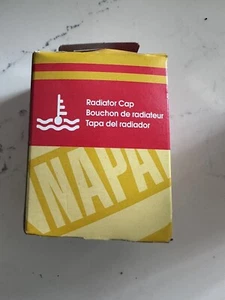 Radiator Cap
Bouchon de radiateur
Tapa del radiador
NAPA